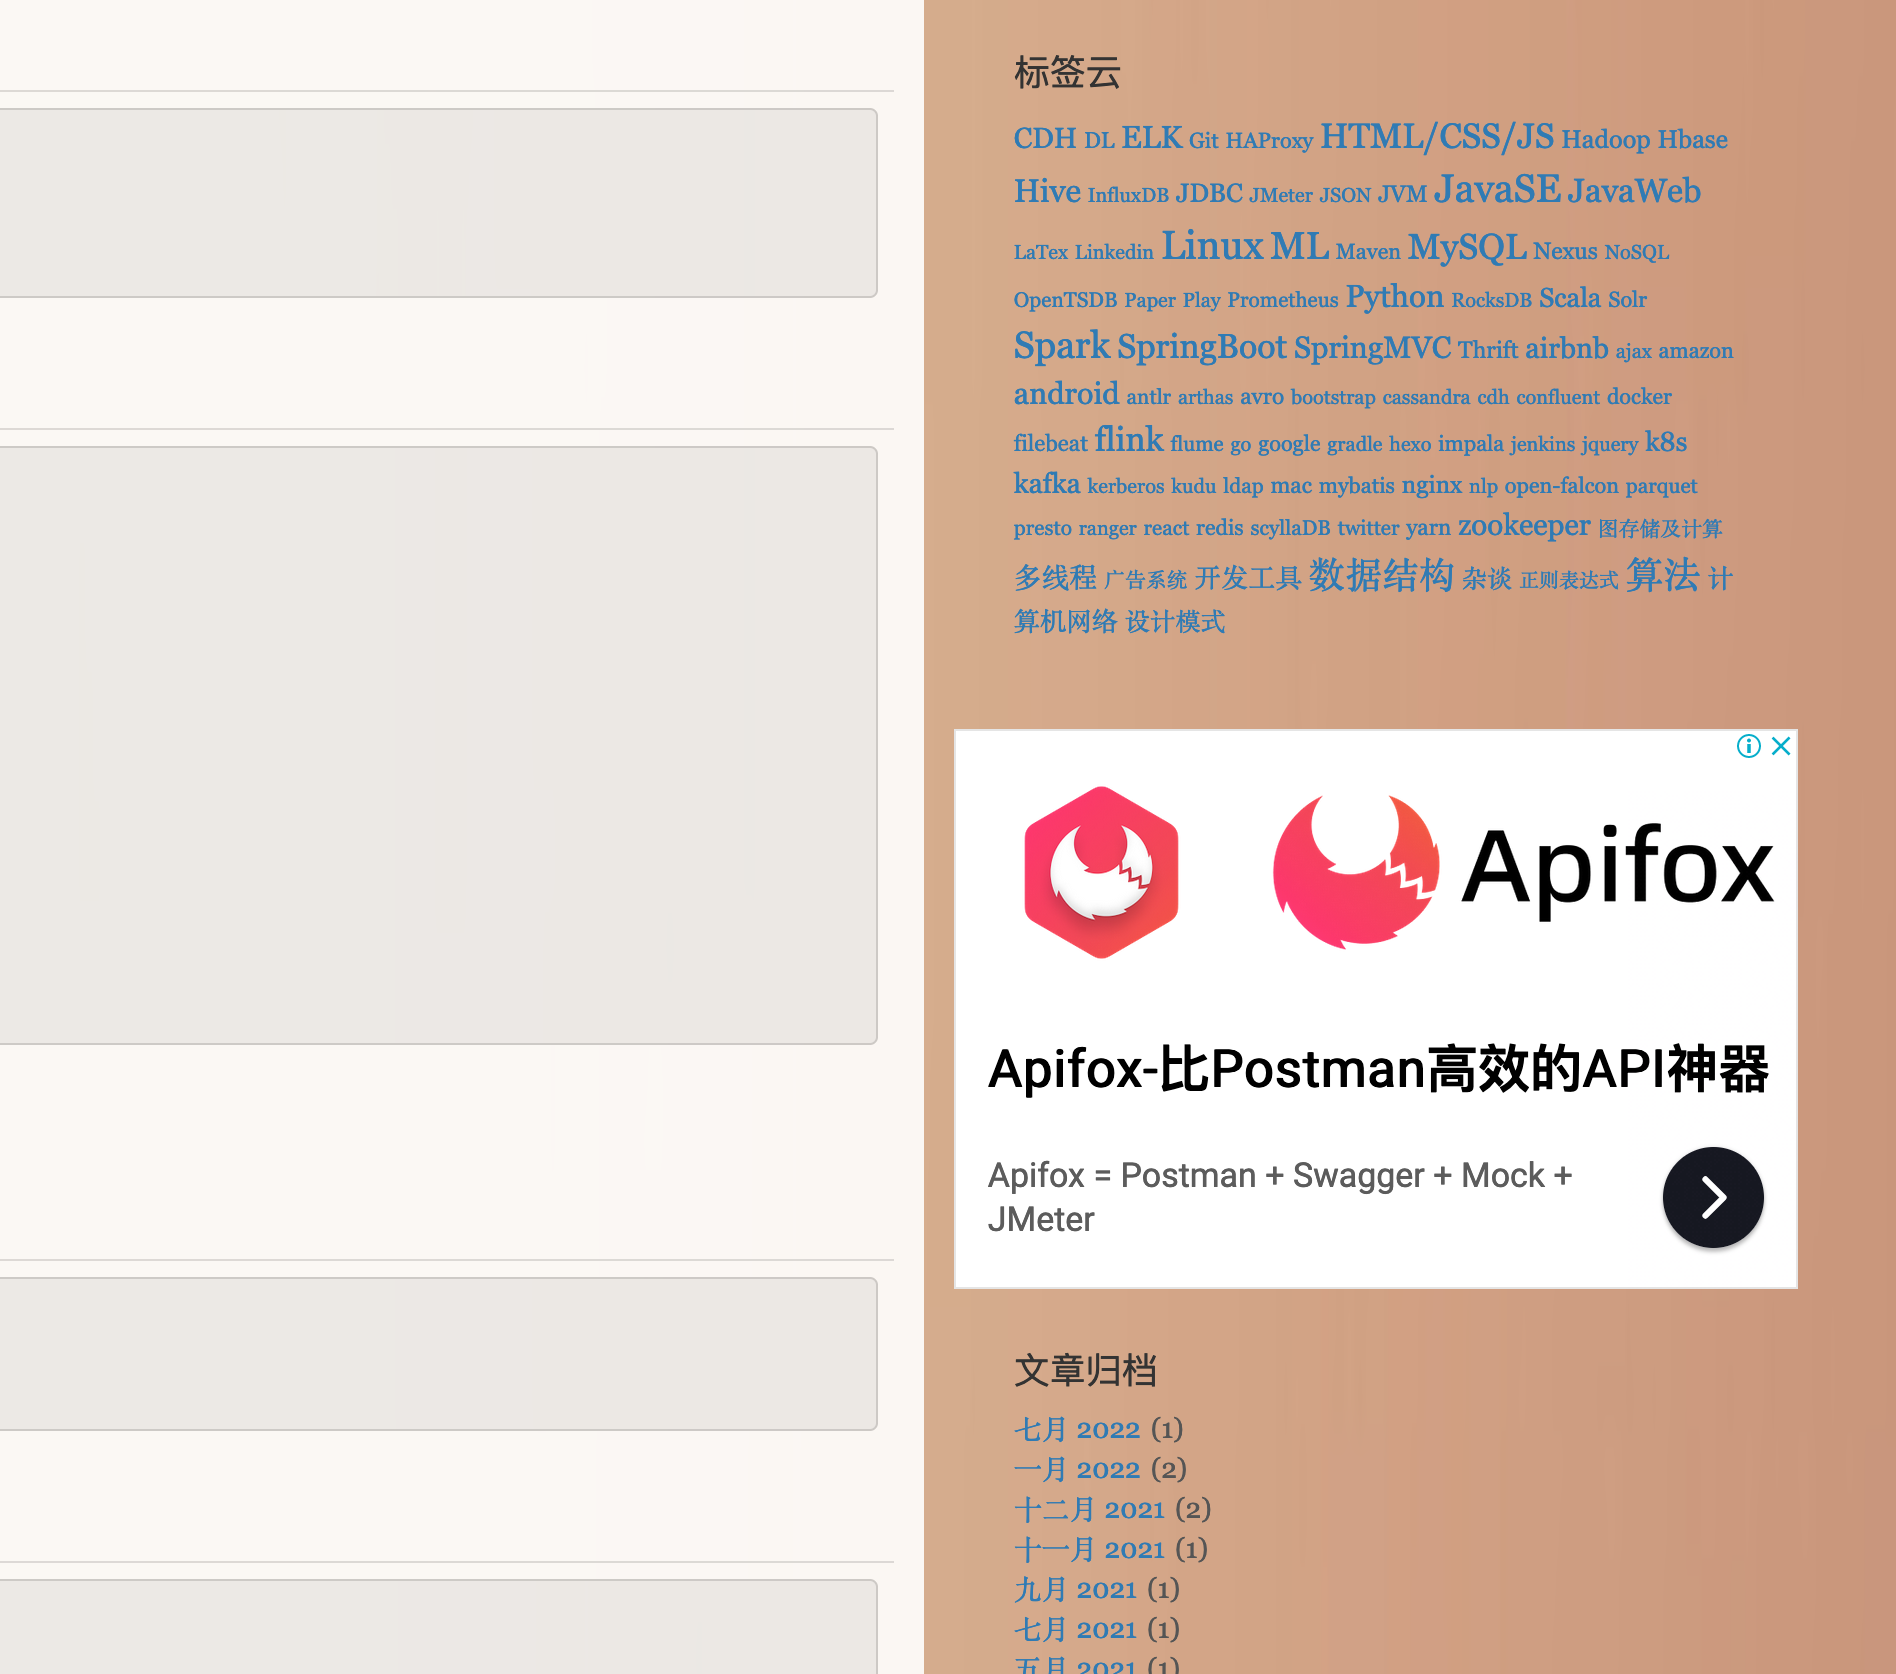 标签云
CDH DL ELK Git HAProxy HTML/CSS/JS Hadoop Hbase
Hive InfluxDB JDBC JMeter JSON JVM JavaSE JavaWeb
LaTex Linkedin Linux ML Maven MySQL Nexus NoSQL
OpenTSDB Paper Play Prometheus Python RocksDB Scala Solr
Spark SpringBoot SpringMVC Thrift airbnb ajax amazon
android antlr arthas avro bootstrap cassandra cdh confluent docker
filebeat flink flume go google gradle hexo impala jenkins jquery k8s
kafka kerberos kudu ldap mac mybatis nginx nlp open-falcon parquet
presto ranger react redis scyllaDB twitter yarn zookeeper 图存储及计算
多线程 广告系统 开发工具 数据结构 杂谈 正则表达式 算法 计
算机网络 设计模式
Apifox
Apifox-比Postman高效的API神器
Apifox = Postman + Swagger + Mock +
JMeter
文章归档
七月 2022 (1)
一月 2022 (2)
十二月 2021 (2)
十一月 2021 (1)
九月 2021 (1)
七月 2021 (1)
五月 2021 (1)